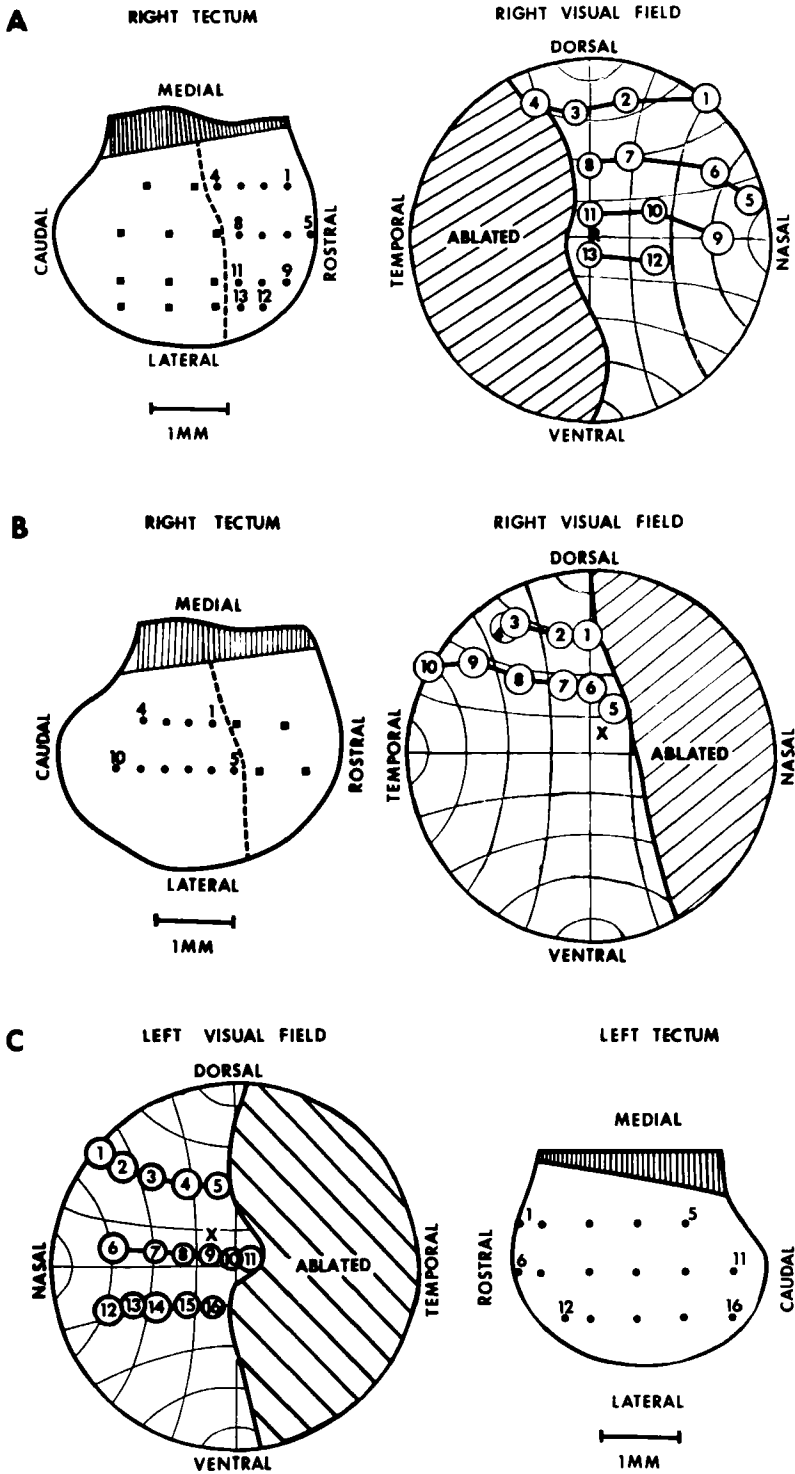 A
RIGHT TECTUM
RIGHT VISUAL FIELD
MEDIAL
DORSAL
4 1
8 5
11 9
13 12
CAUDAL
ROSTRAL
LATERAL
1MM
4 3 2 1
8 7 6 5
11 10 9
13 12
ABLATED
TEMPORAL
NASAL
VENTRAL
B
RIGHT TECTUM
RIGHT VISUAL FIELD
MEDIAL
DORSAL
4 1
10 5
CAUDAL
ROSTRAL
LATERAL
1MM
3 2 1
10 9 8 7 6 5
X
ABLATED
TEMPORAL
NASAL
VENTRAL
C
LEFT VISUAL FIELD
LEFT TECTUM
DORSAL
MEDIAL
1 2 3 4 5
X
6 7 8 9 10 11
12 13 14 15 16
ABLATED
NASAL
TEMPORAL
VENTRAL
1 5
6 11
12 16
ROSTRAL
CAUDAL
LATERAL
1MM